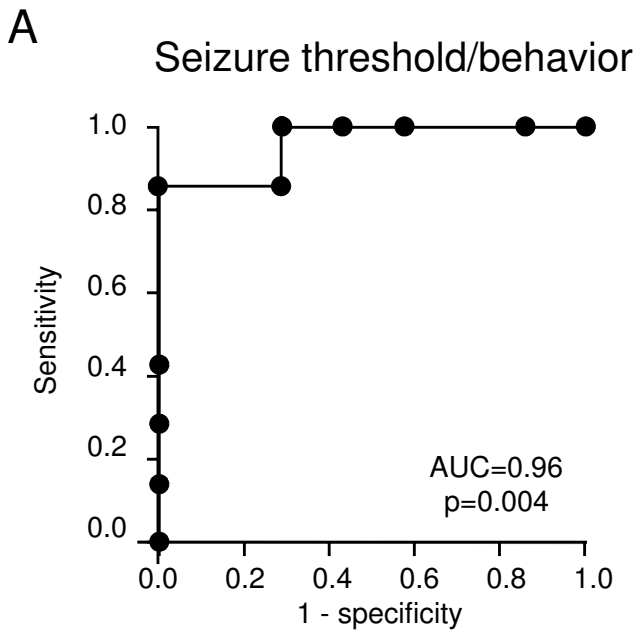 A
Seizure threshold/behavior
1.0
0.8
0.6
0.4
0.2
0.0
Sensitivity
AUC=0.96
p=0.004
0.0 0.2 0.4 0.6 0.8 1.0
1 - specificity